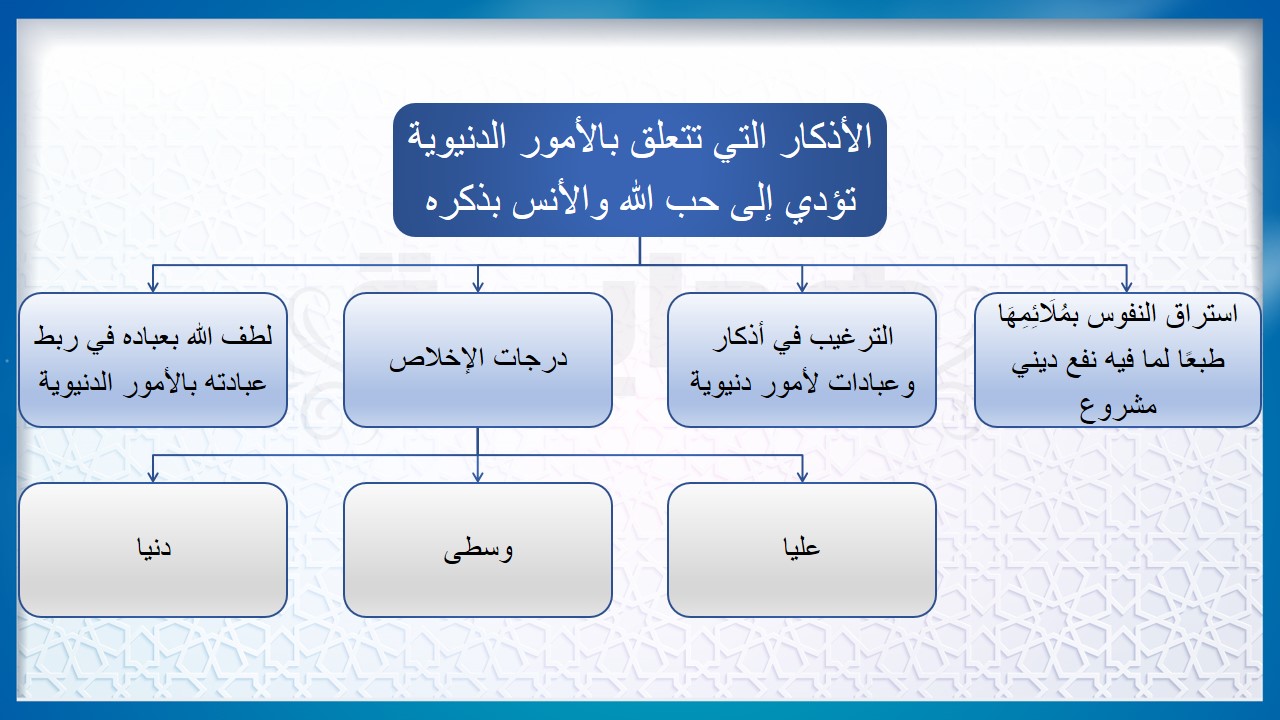 الأذكار التي تتعلق بالأمور الدنيوية
تؤدي إلى حب الله والأنس بذكره
استراق النفوس بمُلَائِمِهَا
طبعًا لما فيه نفع ديني
مشروع
الترغيب في أذكار
وعبادات لأمور دنيوية
درجات الإخلاص
لطف الله بعباده في ربط
عبادته بالأمور الدنيوية
عليا
وسطى
دنيا